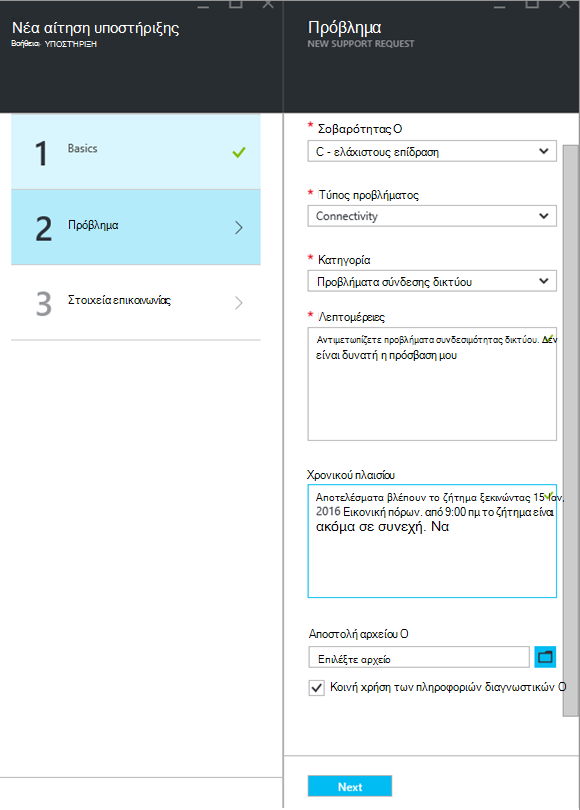 Νέα αίτηση υποστήριξης
Βοήθεια: ΥΠΟΣΤΗΡΙΞΗ
1 Basics
2 Πρόβλημα
3 Στοιχεία επικοινωνίας
Πρόβλημα
NEW SUPPORT REQUEST
* Σοβαρότητας Ο
C - ελάχιστους επίδραση
* Τύπος προβλήματος
Connectivity
* Κατηγορία
Προβλήματα σύνδεσης δικτύου
* Λεπτομέρειες
Αντιμετωπίζετε προβλήματα συνδεσιμότητας δικτύου. Δεν
είναι δυνατή η πρόσβαση μου
Χρονικού πλαισίου
Αποτελέσματα βλέπουν το ζήτημα ξεκινώντας 15 Ιαν,
2016 Εικονική πόρων. από 9:00 πμ το ζήτημα είναι
ακόμα σε συνεχή. Να
Αποστολή αρχείου Ο
Επιλέξτε αρχείο
Κοινή χρήση των πληροφοριών διαγνωστικών Ο
Next